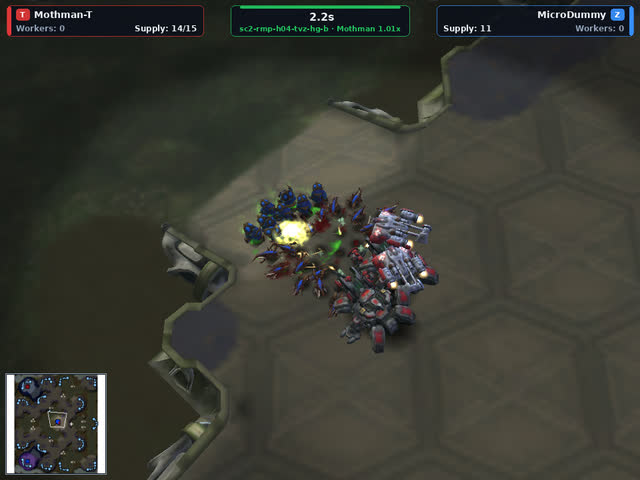 T Mothman-T
Workers: 0 Supply: 14/15
2.2s
sc2-rmp-h04-tvz-hg-b · Mothman 1.01x
MicroDummy Z
Supply: 11 Workers: 0